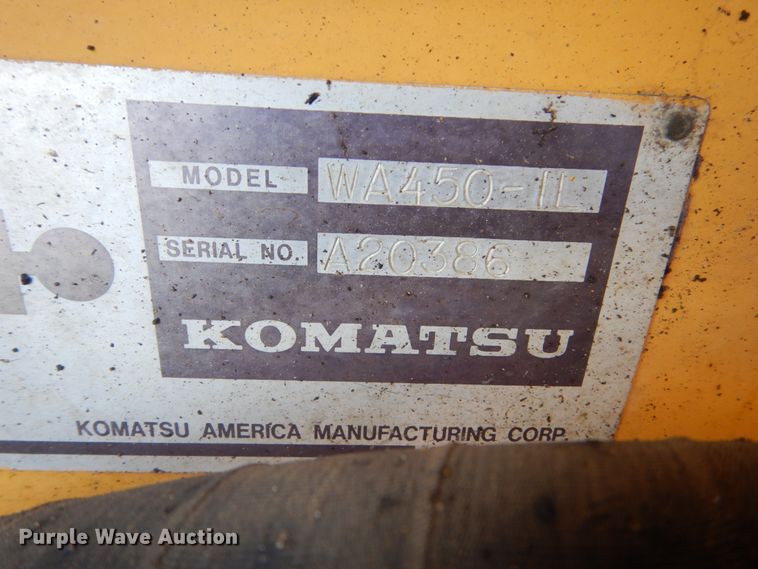 MODEL WA450-1L
SERIAL NO. A20386
KOMATSU
KOMATSU AMERICA MANUFACTURING CORP.
Purple Wave Auction